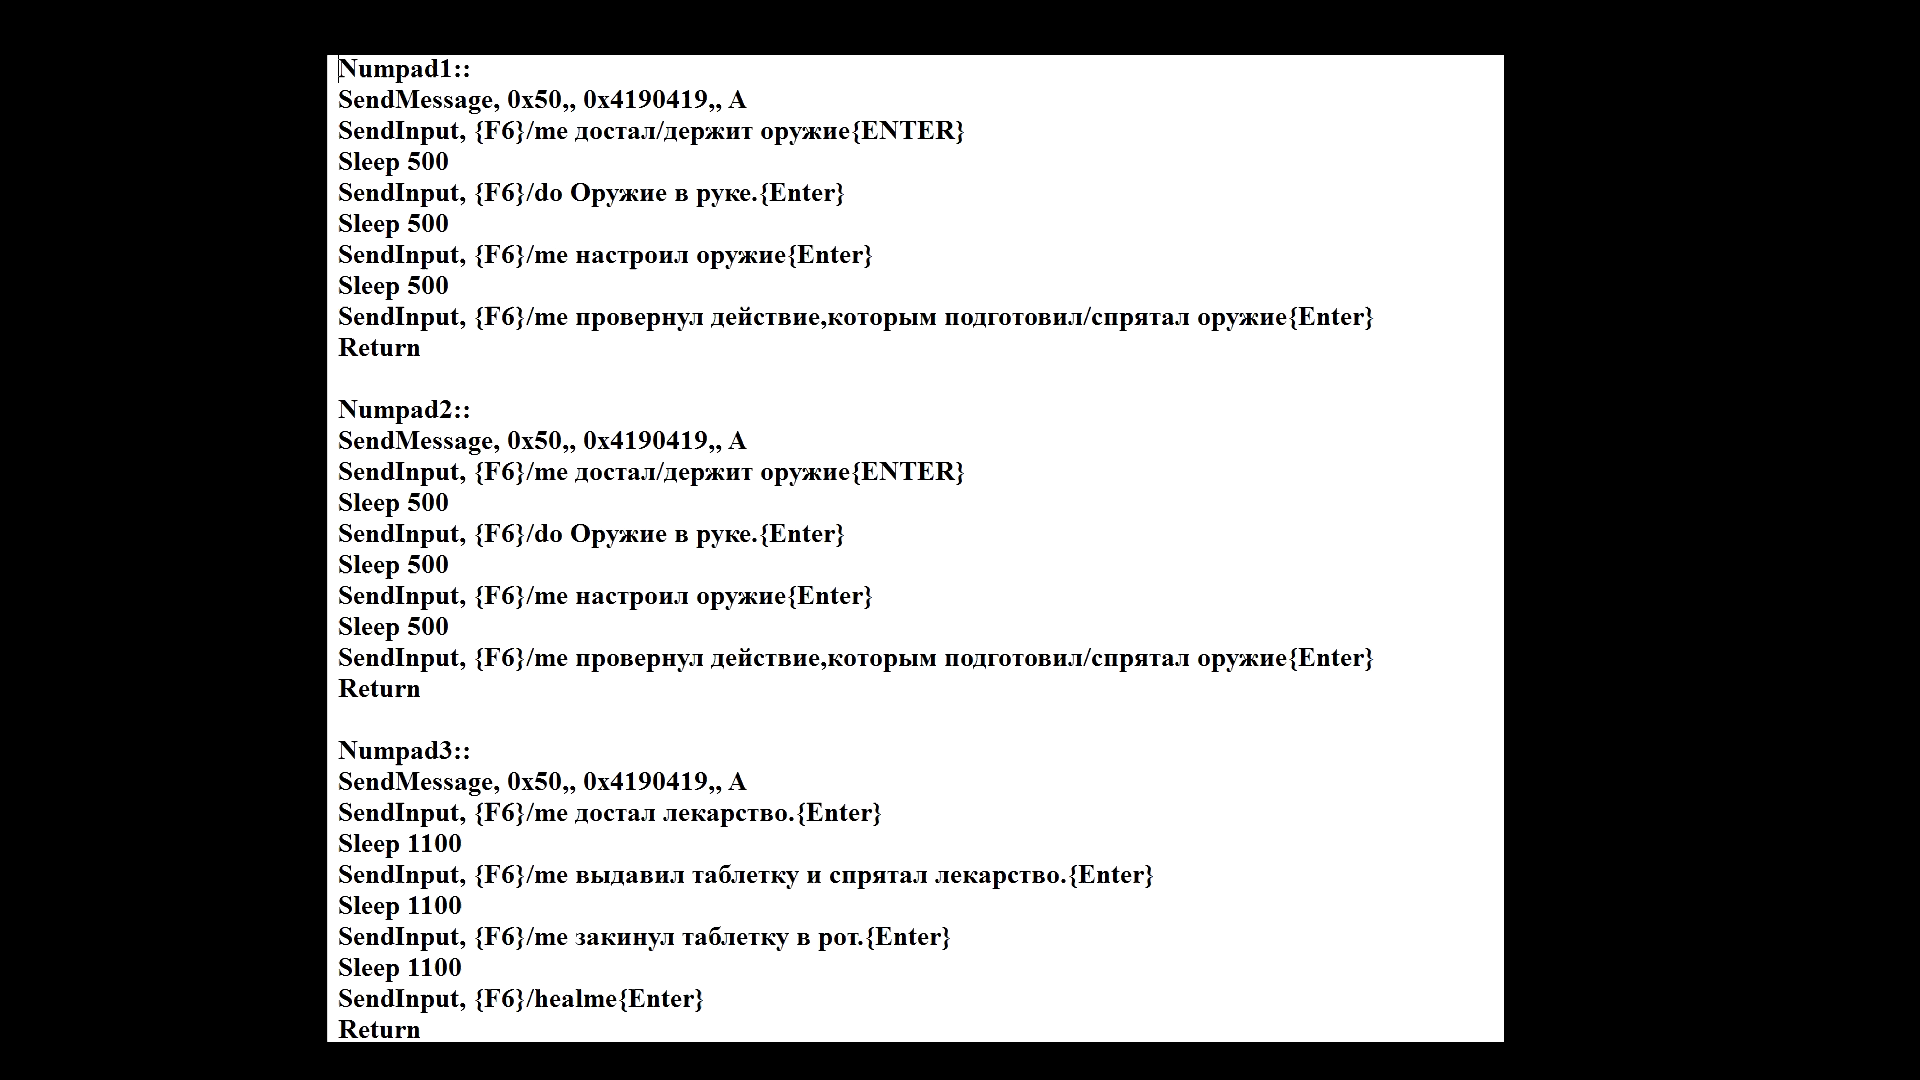 Numpad1::
SendMessage, 0x50,, 0x4190419,, A
SendInput, {F6}/me достал/держит оружие{ENTER}
Sleep 500
SendInput, {F6}/do Оружие в руке.{Enter}
Sleep 500
SendInput, {F6}/me настроил оружие{Enter}
Sleep 500
SendInput, {F6}/me провернул действие,которым подготовил/спрятал оружие{Enter}
Return

Numpad2::
SendMessage, 0x50,, 0x4190419,, A
SendInput, {F6}/me достал/держит оружие{ENTER}
Sleep 500
SendInput, {F6}/do Оружие в руке.{Enter}
Sleep 500
SendInput, {F6}/me настроил оружие{Enter}
Sleep 500
SendInput, {F6}/me провернул действие,которым подготовил/спрятал оружие{Enter}
Return

Numpad3::
SendMessage, 0x50,, 0x4190419,, A
SendInput, {F6}/me достал лекарство.{Enter}
Sleep 1100
SendInput, {F6}/me выдавил таблетку и спрятал лекарство.{Enter}
Sleep 1100
SendInput, {F6}/me закинул таблетку в рот.{Enter}
Sleep 1100
SendInput, {F6}/healme{Enter}
Return